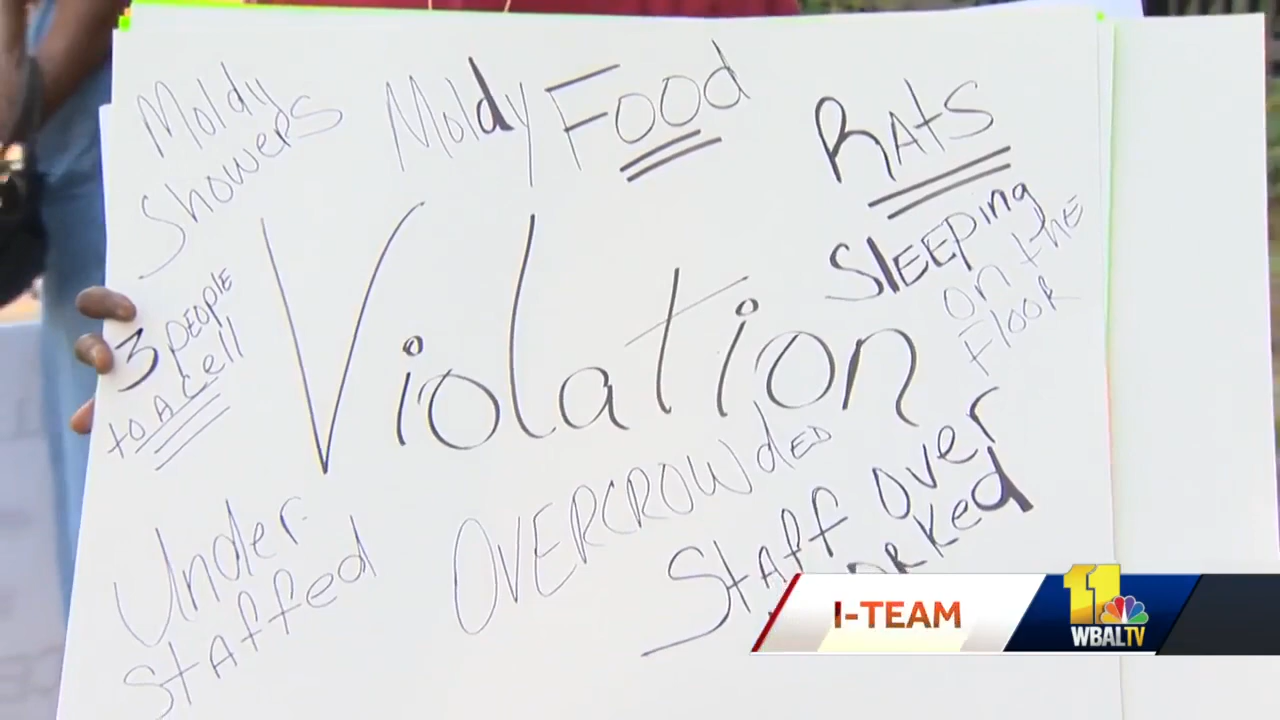 Moldy
Showers
Moldy Food
RAtS
SlEEPing
on the
Floor
3 PEOPLE
to A Cell
Violation
Under-
staffed
OVERCROWdED
Staff over
worked
I-TEAM
11
WBALTV